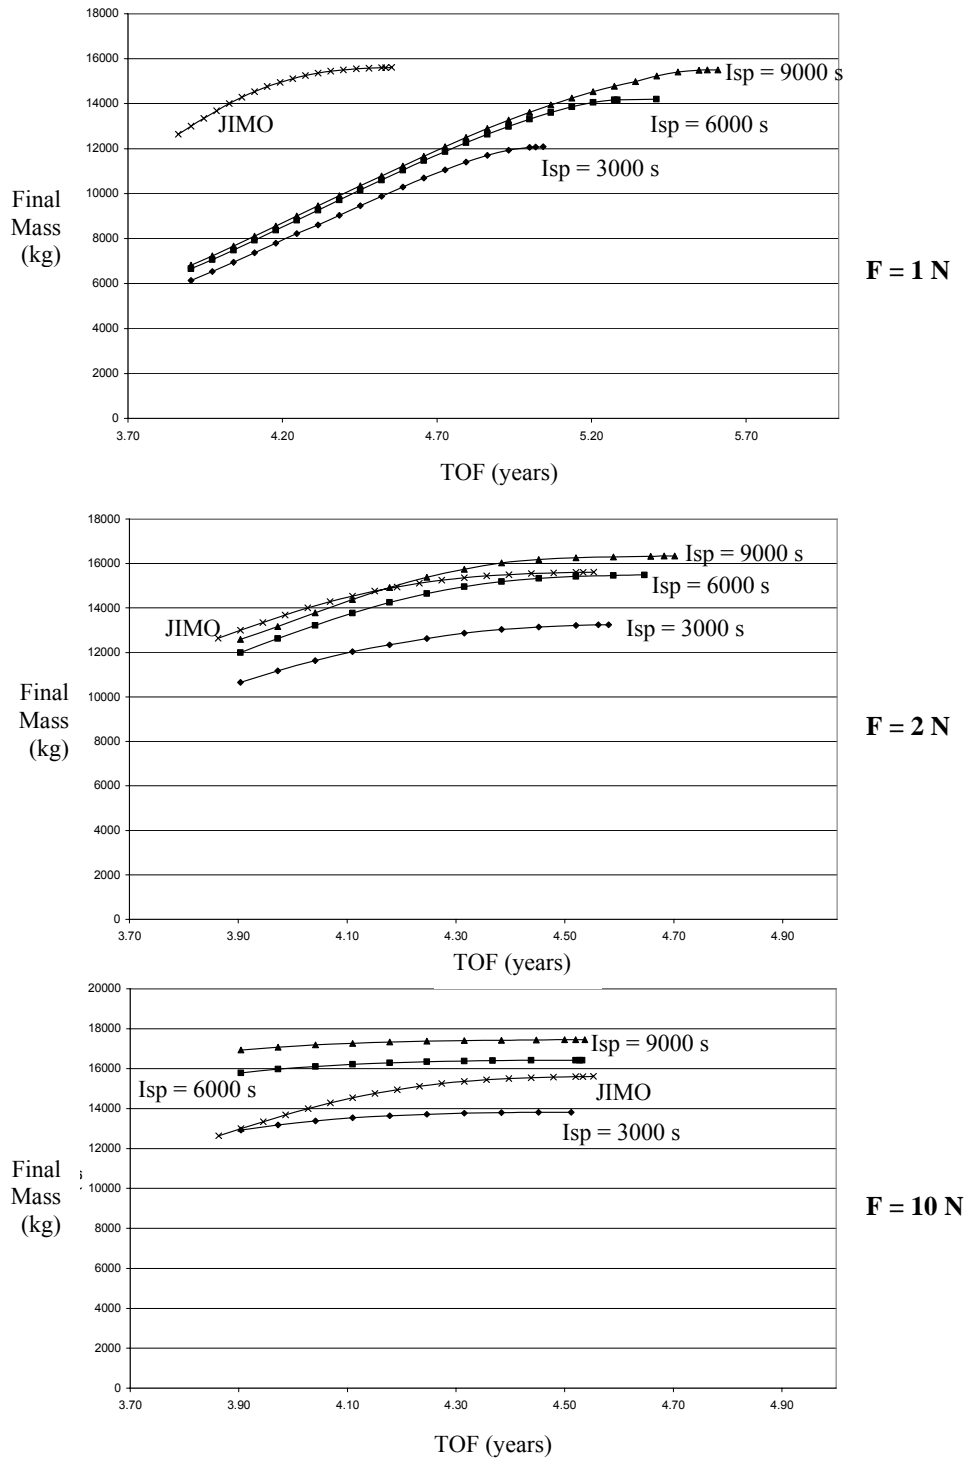 18000
16000
14000
12000
10000
8000
6000
4000
2000
0
Final
Mass
(kg)
JIMO
Isp = 9000 s
Isp = 6000 s
Isp = 3000 s
F = 1 N
3.70 4.20 4.70 5.20 5.70
TOF (years)
18000
16000
14000
12000
10000
8000
6000
4000
2000
0
Final
Mass
(kg)
JIMO
Isp = 9000 s
Isp = 6000 s
Isp = 3000 s
F = 2 N
3.70 3.90 4.10 4.30 4.50 4.70 4.90
TOF (years)
20000
18000
16000
14000
12000
10000
8000
6000
4000
2000
0
Final
Mass
(kg)
Isp = 9000 s
Isp = 6000 s
JIMO
Isp = 3000 s
F = 10 N
3.70 3.90 4.10 4.30 4.50 4.70 4.90
TOF (years)